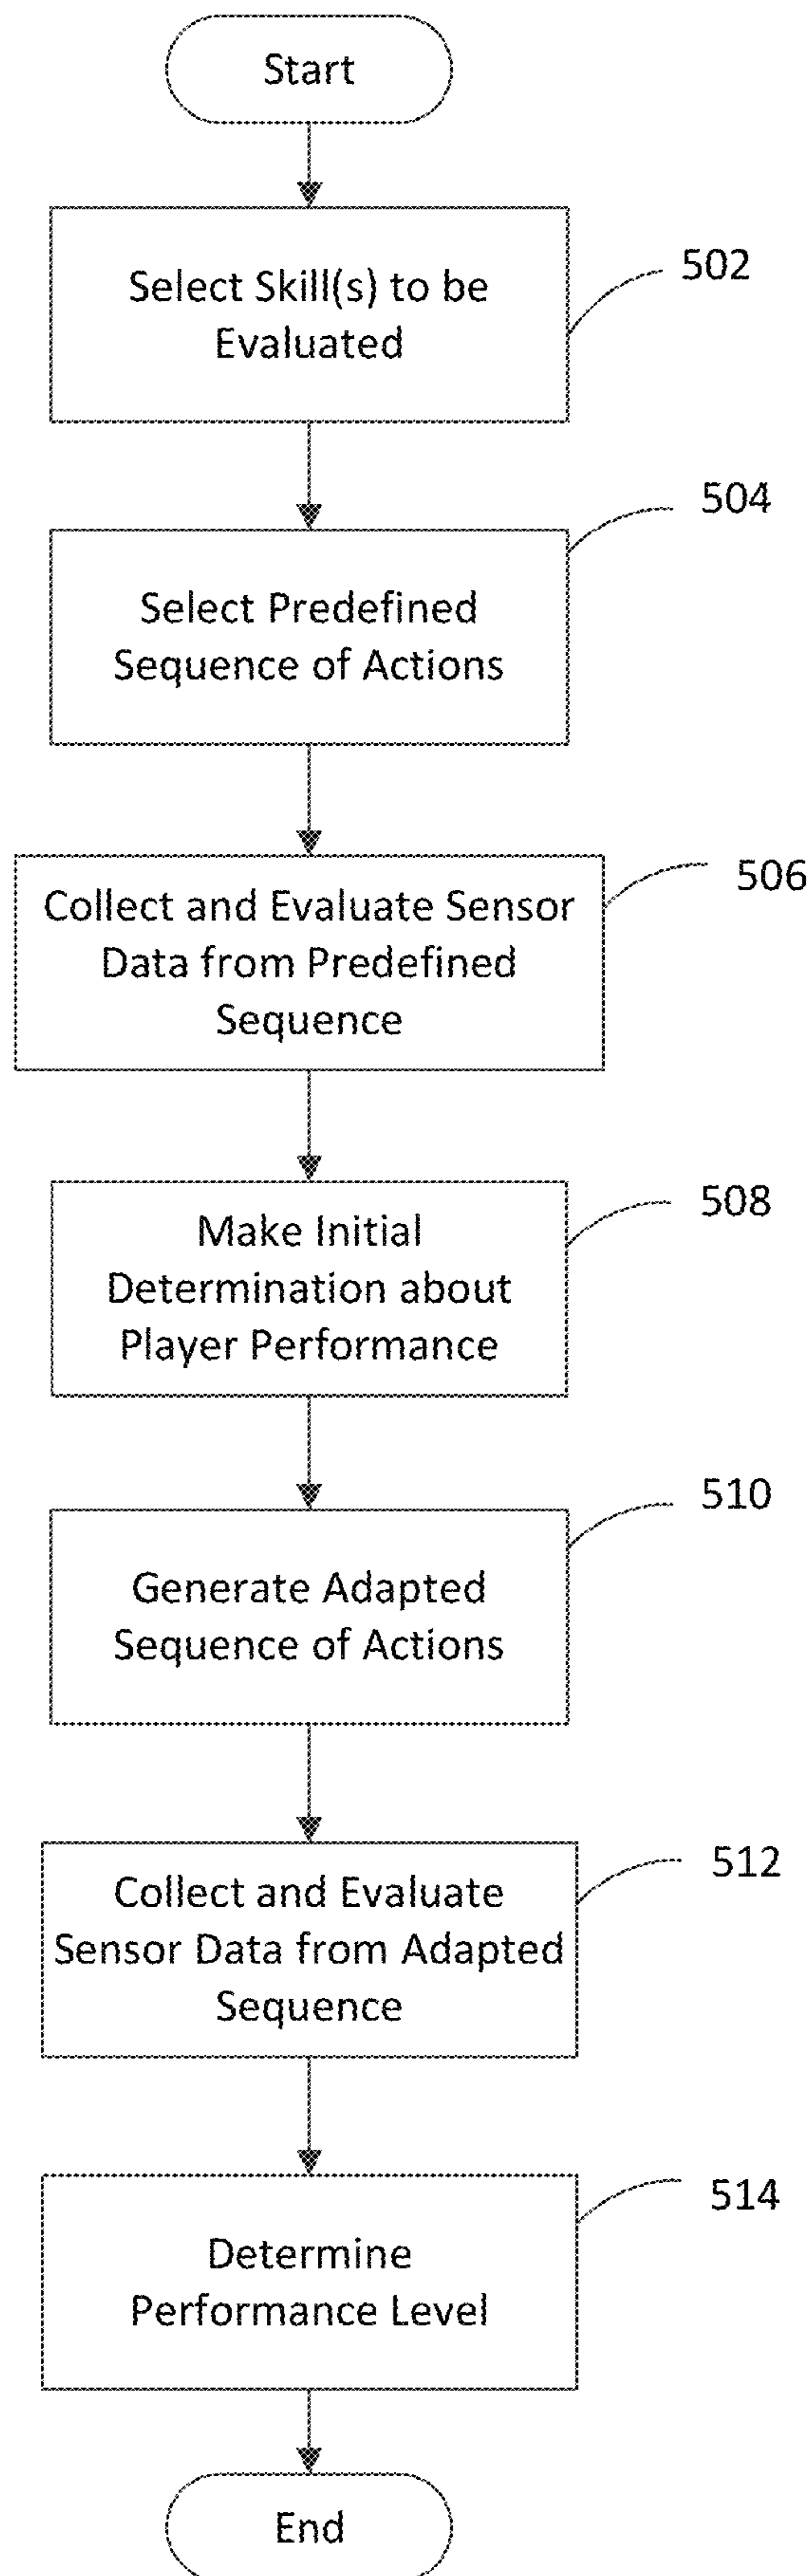 Start
Select Skill(s) to be
Evaluated
502
Select Predefined
Sequence of Actions
504
Collect and Evaluate Sensor
Data from Predefined
Sequence
506
Make Initial
Determination about
Player Performance
508
Generate Adapted
Sequence of Actions
510
Collect and Evaluate
Sensor Data from Adapted
Sequence
512
Determine
Performance Level
514
End